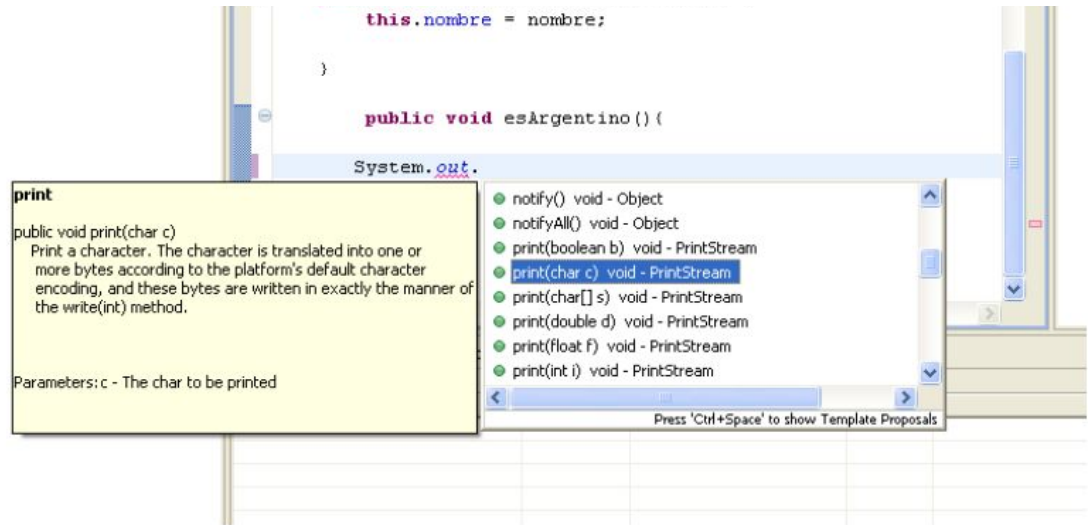 this.nombre = nombre;
}
public void esArgentino(){
System.out.
print
public void print(char c)
Print a character. The character is translated into one or
more bytes according to the platform's default character
encoding, and these bytes are written in exactly the manner of
the write(int) method.
Parameters:c - The char to be printed
notify() void - Object
notifyAll() void - Object
print(boolean b) void - PrintStream
print(char c) void - PrintStream
print(char[] s) void - PrintStream
print(double d) void - PrintStream
print(float f) void - PrintStream
print(int i) void - PrintStream
Press 'Ctrl+Space' to show Template Proposals